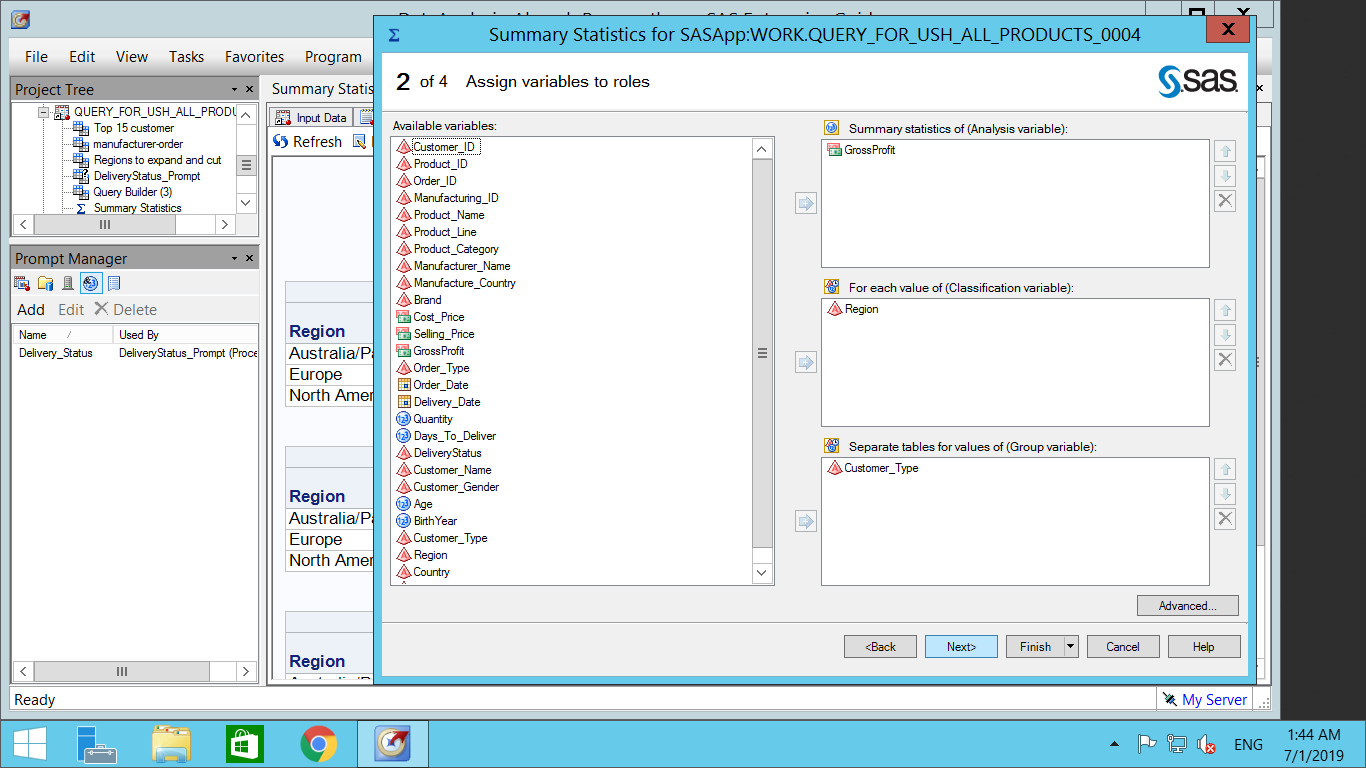 Summary Statistics for SASApp:WORK.QUERY_FOR_USH_ALL_PRODUCTS_0004
X
File Edit View Tasks Favorites Program
Project Tree
QUERY_FOR_USH_ALL_PRODU
Top 15 customer
manufacturer-order
Regions to expand and cut
DeliveryStatus_Prompt
Query Builder (3)
Summary Statistics
Prompt Manager
Add Edit Delete
Name / Used By
Delivery_Status DeliveryStatus_Prompt (Proce
Summary Statis
Input Data
Refresh
Region
Australia/Pa
Europe
North Amer
Region
Australia/Pa
Europe
North Amer
Region
2 of 4 Assign variables to roles
sas
Available variables:
Customer_ID
Product_ID
Order_ID
Manufacturing_ID
Product_Name
Product_Line
Product_Category
Manufacturer_Name
Manufacture_Country
Brand
Cost_Price
Selling_Price
GrossProfit
Order_Type
Order_Date
Delivery_Date
Quantity
Days_To_Deliver
DeliveryStatus
Customer_Name
Customer_Gender
Age
BirthYear
Customer_Type
Region
Country
Summary statistics of (Analysis variable):
GrossProfit
For each value of (Classification variable):
Region
Separate tables for values of (Group variable):
Customer_Type
Advanced...
<Back Next> Finish Cancel Help
Ready
My Server
ENG
1:44 AM
7/1/2019